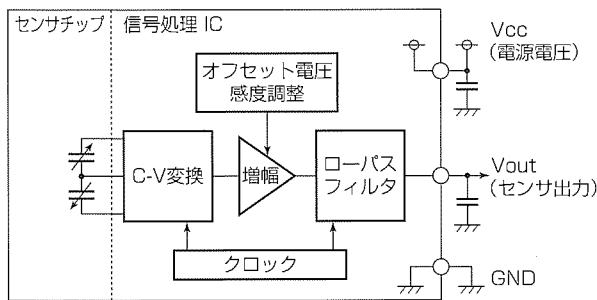 センサチップ
信号処理 IC
Vcc
(電源電圧)
オフセット電圧
感度調整
C-V変換
増幅
ローパス
フィルタ
Vout
(センサ出力)
クロック
GND